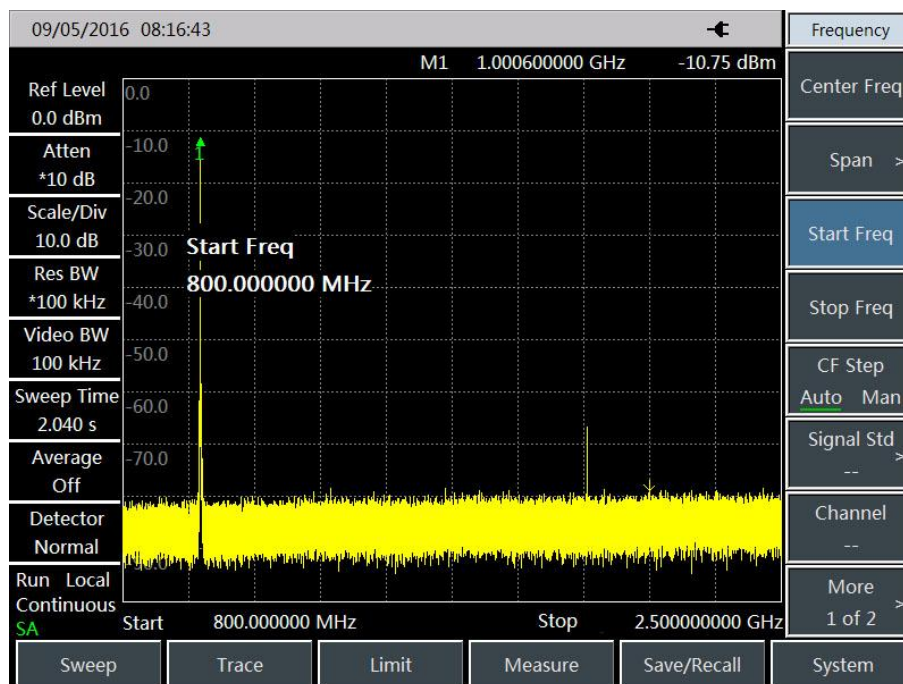 09/05/2016 08:16:43
Frequency
M1 1.000600000 GHz -10.75 dBm
Ref Level
0.0 dBm
Atten
*10 dB
Scale/Div
10.0 dB
Res BW
*100 kHz
Video BW
100 kHz
Sweep Time
2.040 s
Average
Off
Detector
Normal
Run Local
Continuous
SA
0.0
-10.0
-20.0
-30.0
-40.0
-50.0
-60.0
-70.0
1
Start Freq
800.000000 MHz
Start 800.000000 MHz Stop 2.500000000 GHz
Center Freq
Span >
Start Freq
Stop Freq
CF Step
Auto Man
Signal Std >
--
Channel
--
More >
1 of 2
Sweep Trace Limit Measure Save/Recall System